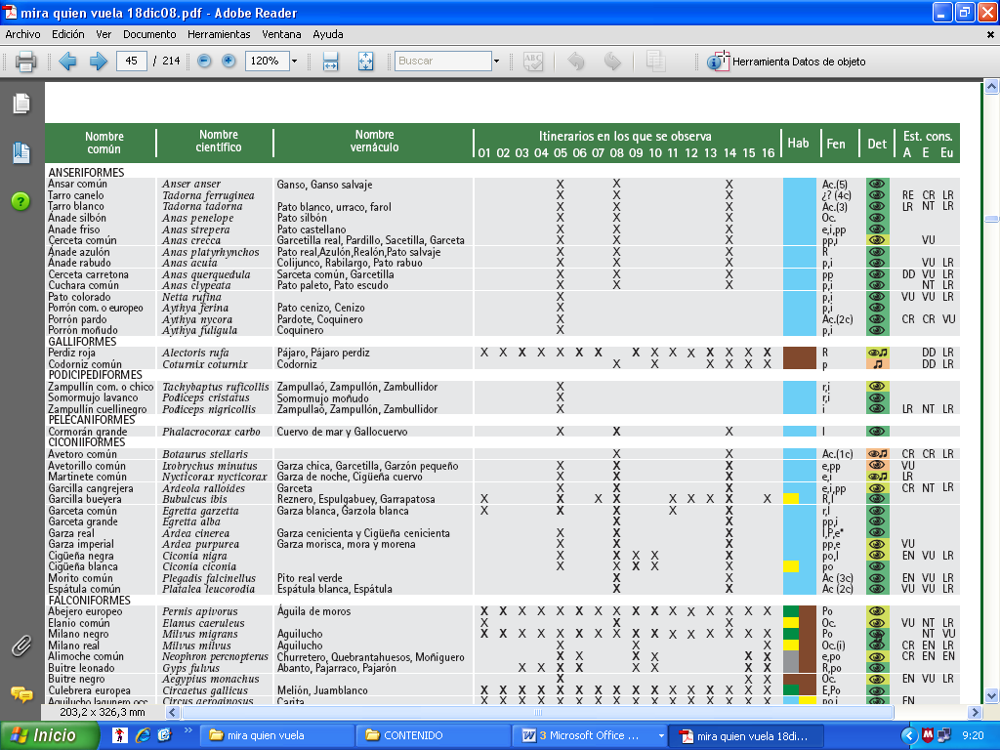 mira quien vuela 18dic08.pdf - Adobe Reader
Archivo Edición Ver Documento Herramientas Ventana Ayuda
45 / 214 120% Buscar Herramienta Datos de objeto
Nombre común Nombre científico Nombre vernáculo Itinerarios en los que se observa Hab Fen Det Est. cons.
01 02 03 04 05 06 07 08 09 10 11 12 13 14 15 16 A E Eu
ANSERIFORMES
Ansar común Anser anser Ganso, Ganso salvaje X X X Ac.(5)
Tarro canelo Tadorna ferruginea X X X ¿? (4c) RE CR LR
Tarro blanco Tadorna tadorna Pato blanco, urraco, farol X X X Ac.(3) LR NT LR
Ánade silbón Anas penelope Pato silbón X X X Oc.
Ánade friso Anas strepera Pato castellano X X X e,i,pp
Cerceta común Anas crecca Garcetilla real, Pardillo, Sacetilla, Garceta X X X pp,i VU
Ánade azulón Anas platyrhynchos Pato real,Azulón,Realón,Pato salvaje X X X R
Ánade rabudo Anas acuta Colijunco, Rabilargo, Pato rabuo X X X p,i VU LR
Cerceta carretona Anas querquedula Sarceta común, Garcetilla X X X pp DD VU LR
Cuchara común Anas clypeata Pato paleto, Pato escudo X X X p,i NT LR
Pato colorado Netta rufina X p,i VU VU LR
Porrón com. o europeo Aythya ferina Pato cenizo, Cenizo X p,i
Porrón pardo Aythya nycora Pardote, Coquinero X Ac.(2c) CR CR VU
Porrón moñudo Aythya fuligula Coquinero X p,i
GALLIFORMES
Perdiz roja Alectoris rufa Pájaro, Pájaro perdiz X X X X X X X X X X X X X X X R DD LR
Codorniz común Coturnix coturnix Codorniz X X X X X X p DD LR
PODICIPEDIFORMES
Zampullín com. o chico Tachybaptus ruficollis Zampullaó, Zampullón, Zambullidor X r,i
Somormujo lavanco Podiceps cristatus Somormujo moñudo X r,i
Zampullín cuellinegro Podiceps nigricollis Zampullaó, Zampullón, Zambullidor X i LR NT LR
PELECANIFORMES
Cormorán grande Phalacrocorax carbo Cuervo de mar y Gallocuervo X X X I
CICONIIFORMES
Avetoro común Botaurus stellaris X X Ac.(1c) CR CR LR
Avetorillo común Ixobrychus minutus Garza chica, Garcetilla, Garzón pequeño X X X e,pp VU
Martinete común Nycticorax nycticorax Garza de noche, Cigüeña cuervo X X X e,i LR
Garcilla cangrejera Ardeola ralloides Garceta X X X e,i,pp CR NT LR
Garcilla bueyera Bubulcus ibis Reznero, Espulgabuey, Garrapatosa X X X X X X X X X R,I
Garceta común Egretta garzetta Garza blanca, Garzola blanca X X X X X r,I
Garceta grande Egretta alba X X pp,i
Garza real Ardea cinerea Garza cenicienta y Cigüeña cenicienta X X X I,P,e*
Garza imperial Ardea purpurea Garza morisca, mora y morena X X X pp,e VU
Cigüeña negra Ciconia nigra X X X X X po,I EN VU LR
Cigüeña blanca Ciconia ciconia X X X X X po
Morito común Plegadis falcinellus Pito real verde X X Ac (3c) EN VU LR
Espátula común Platalea leucorodia Espátula blanca, Espátula X X Ac (2c) VU VU LR
FALCONIFORMES
Abejero europeo Pernis apivorus Águila de moros X X X X X X X X X X X X X X X X Po
Elanio común Elanus caeruleus X X X X Oc. VU NT LR
Milano negro Milvus migrans Aguilucho X X X X X X X X X X X X X X X X Po NT VU
Milano real Milvus milvus Aguilucho X X X X Oc.(i) CR EN LR
Alimoche común Neophron percnopterus Churretero, Quebrantahuesos, Moñiguero X X X X X X e,po CR EN EN
Buitre leonado Gyps fulvus Abanto, Pajarraco, Pajarón X X X X X X X X R,po
Buitre negro Aegypius monachus X X X Oc. EN VU LR
Culebrera europea Circaetus gallicus Melión, Juamblanco X X X X X X X X X X X X X X X X E,Po
Aguilucho lagunero occ. Circus aeroginosus Carita X X X X X X X X X X X X X X X X po,i EN
203,2 x 326,3 mm
Inicio mira quien vuela CONTENIDO 3 Microsoft Office ... mira quien vuela 18di... 9:20